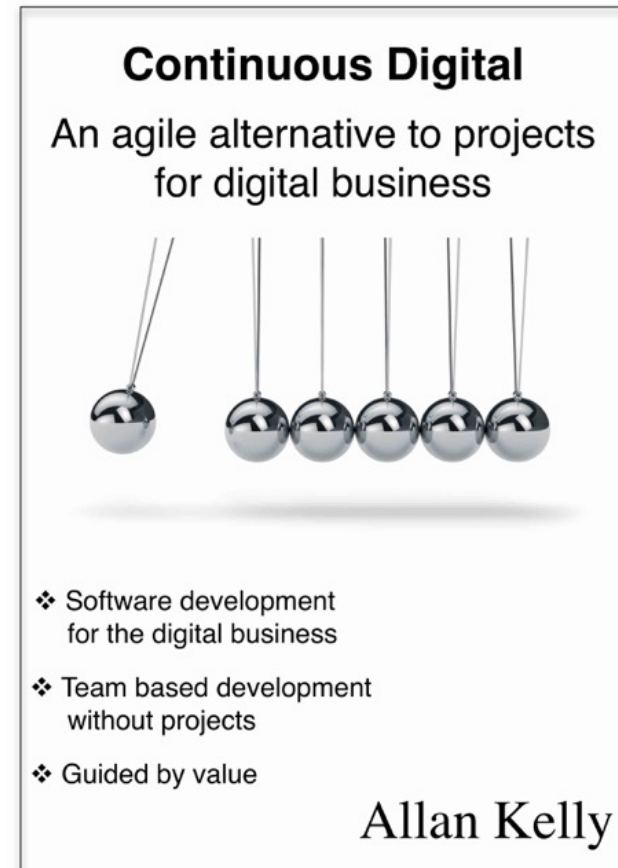 Continuous Digital
An agile alternative to projects
for digital business
❖ Software development
for the digital business
❖ Team based development
without projects
❖ Guided by value
Allan Kelly